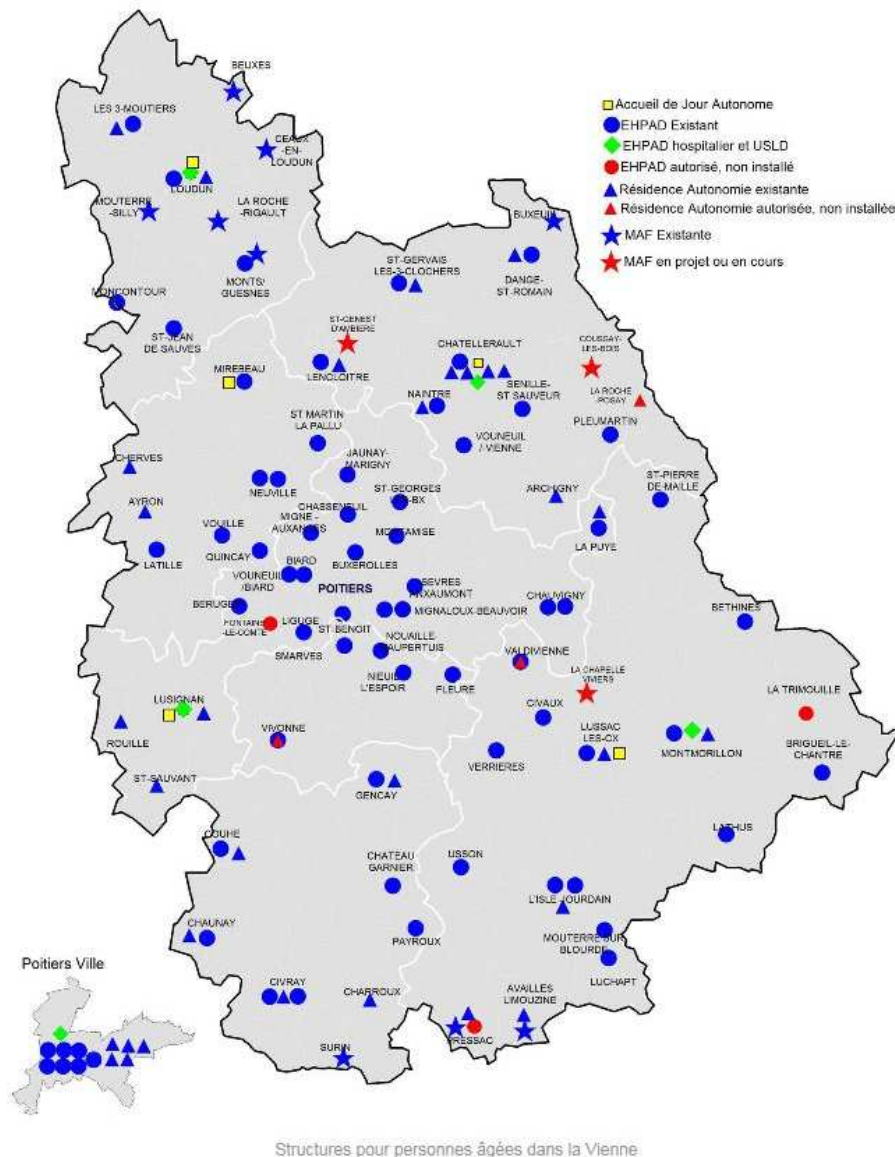 BEUXES
LES 3-MOUTIERS
CEAUX
-EN-
LOUDUN
LOUDUN
MOUTERRE
-SILLY
LA ROCHE
-RIGAULT
MONTS/
GUESNES
MONCONTOUR
ST-JEAN
DE SAUVES
Accueil de Jour Autonome
EHPAD Existant
EHPAD hospitalier et USLD
EHPAD autorisé, non installé
Résidence Autonomie existante
Résidence Autonomie autorisée, non installée
MAF Existante
MAF en projet ou en cours
BUXEUIL
ST-GERVAIS
LES-3-CLOCHERS
DANGE-
ST-ROMAIN
ST-GENEST
D'AMBIERE
LENCLOITRE
CHATELLERAULT
COUSSAY-
LES-BOIS
LA ROCHE
-POSAY
MIREBEAU
NAINTRE
SENILLE-
ST SAUVEUR
PLEUMARTIN
ST MARTIN
LA PALLU
VOUNEUIL
/-VIENNE
JAUNAY-
MARIGNY
CHERVES
NEUVILLE
ST-GEORGES
LES-BX
ARCHIGNY
ST-PIERRE
DE-MAILLE
AYRON
CHASSENEUIL
MIGNE-
AUXANCES
MONTAMISE
LA PUYE
VOUILLE
LATILLE
QUINCAY
BUXEROLLES
BIARD
VOUNEUIL
/BIARD
POITIERS
SEVRES
ANXAUMONT
CHAUVIGNY
BETHINES
BERUGES
MIGNALOUX-BEAUVOIR
FONTAINE
-LE-COMTE
LIGUGE
ST-BENOIT
SMARVES
NOUAILLE
MAUPERTUIS
VALDIVIENNE
NIEUIL
L'ESPOIR
FLEURE
LA CHAPELLE
VIVIERS
LA TRIMOUILLE
LUSIGNAN
ROUILLE
VIVONNE
CIVAUX
LUSSAC
LES-CX
MONTMORILLON
BRIGUEIL-LE-
CHANTRE
VERRIERES
ST-SAUVANT
GENCAY
COUHE
LATHUS
CHATEAU
GARNIER
USSON
L'ISLE JOURDAIN
CHAUNAY
PAYROUX
MOUTERRE-SUR
BLOURDE
LUCHAPT
Poitiers Ville
CIVRAY
CHARROUX
AVAILLES
LIMOUZINE
PRESSAC
SURIN
Structures pour personnes âgées dans la Vienne